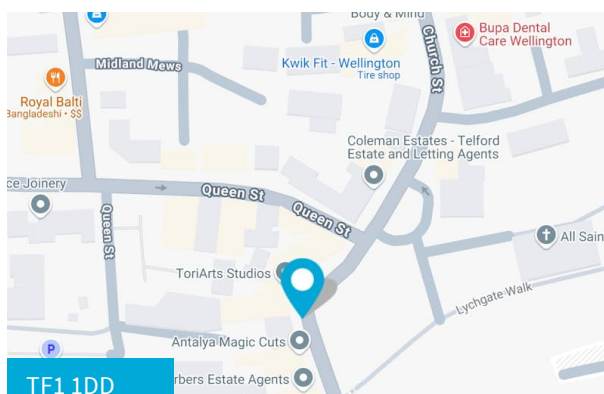 Body & Mind
Bupa Dental
Care Wellington
Kwik Fit - Wellington
Tire shop
Church St
Midland Mews
Royal Balti
Bangladeshi • $$
Coleman Estates - Telford
Estate and Letting Agents
ce Joinery
Queen St
Queen St
Queen St
All Sain
ToriArts Studios
Lychgate Walk
Antalya Magic Cuts
P
rbers Estate Agents
TF1 1DD